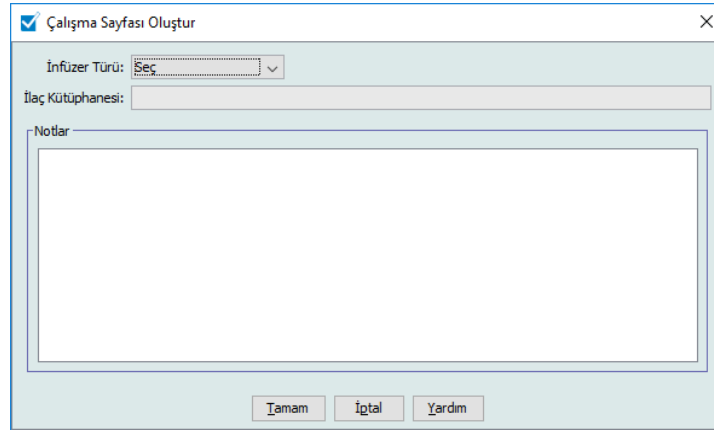 Çalışma Sayfası Oluştur
İnfüzer Türü: Seç
İlaç Kütüphanesi:
Notlar
Tamam İptal Yardım